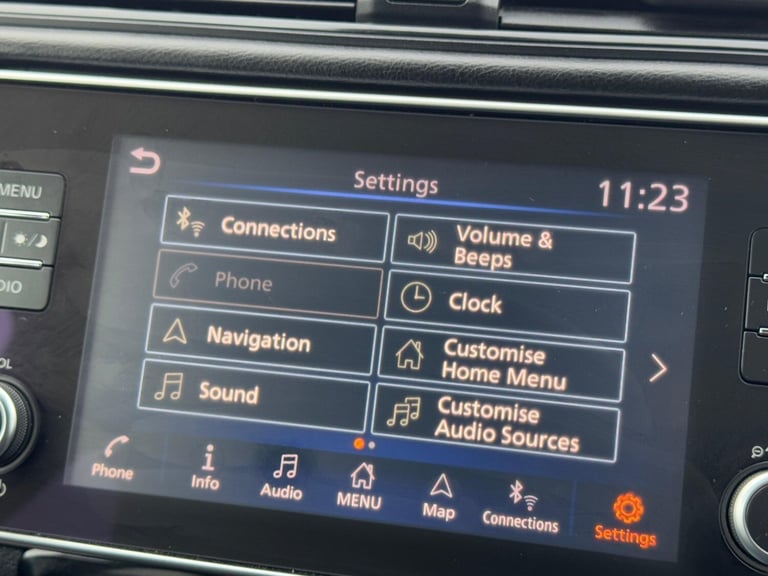 MENU
Settings
11:23
Connections
Volume &
Beeps
Phone
Clock
Navigation
Customise
Home Menu
Sound
Customise
Audio Sources
Phone
Info
Audio
MENU
Map
Connections
Settings